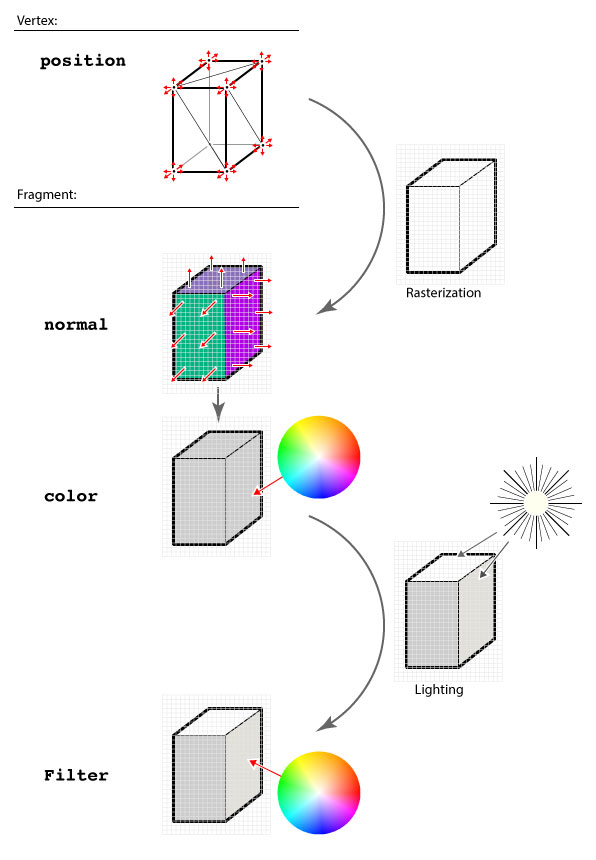 Vertex:
position
Fragment:
Rasterization
normal
color
Lighting
Filter